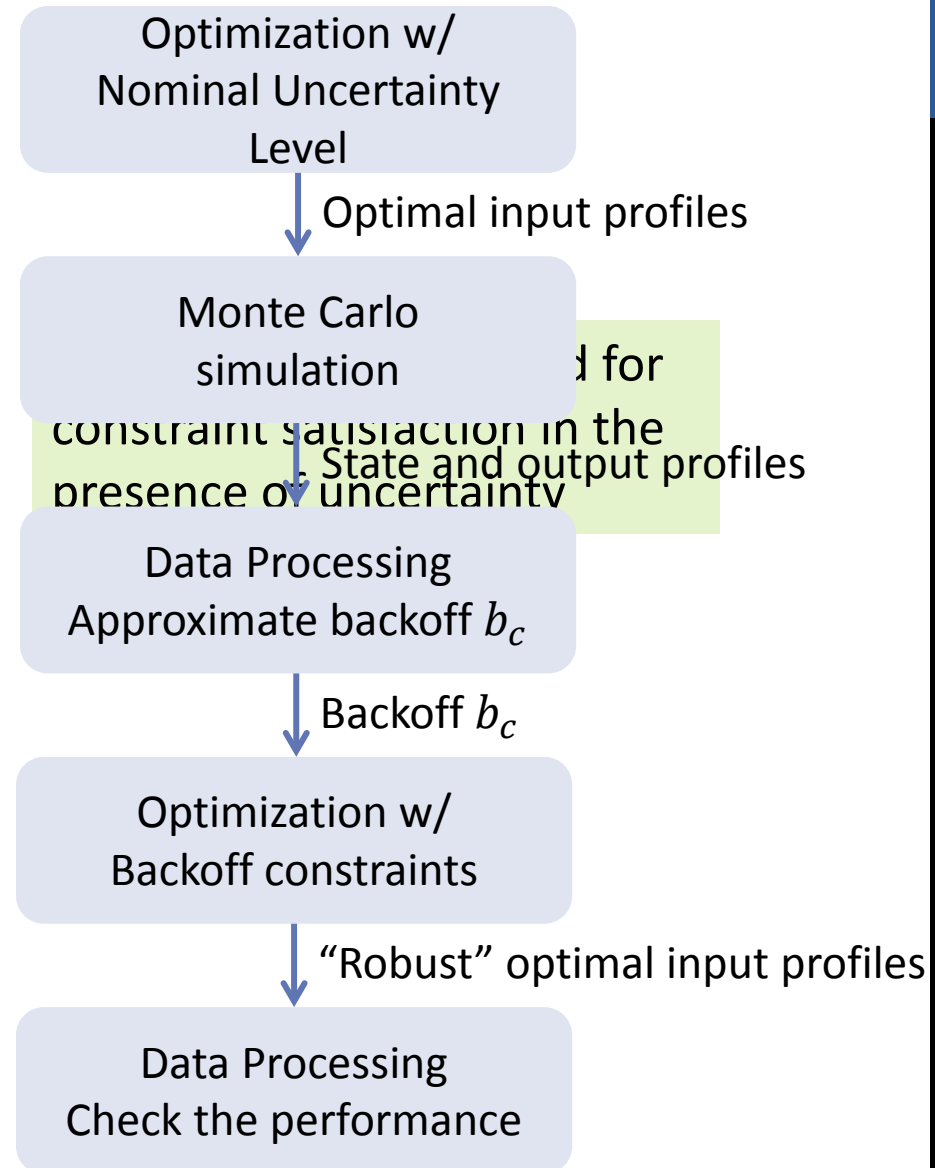 Optimization w/
Nominal Uncertainty
Level
Optimal input profiles
Monte Carlo
simulation
for
constraint satisfaction in the
State and output profiles
presence of uncertainty
Data Processing
Approximate backoff b_c
Backoff b_c
Optimization w/
Backoff constraints
“Robust” optimal input profiles
Data Processing
Check the performance